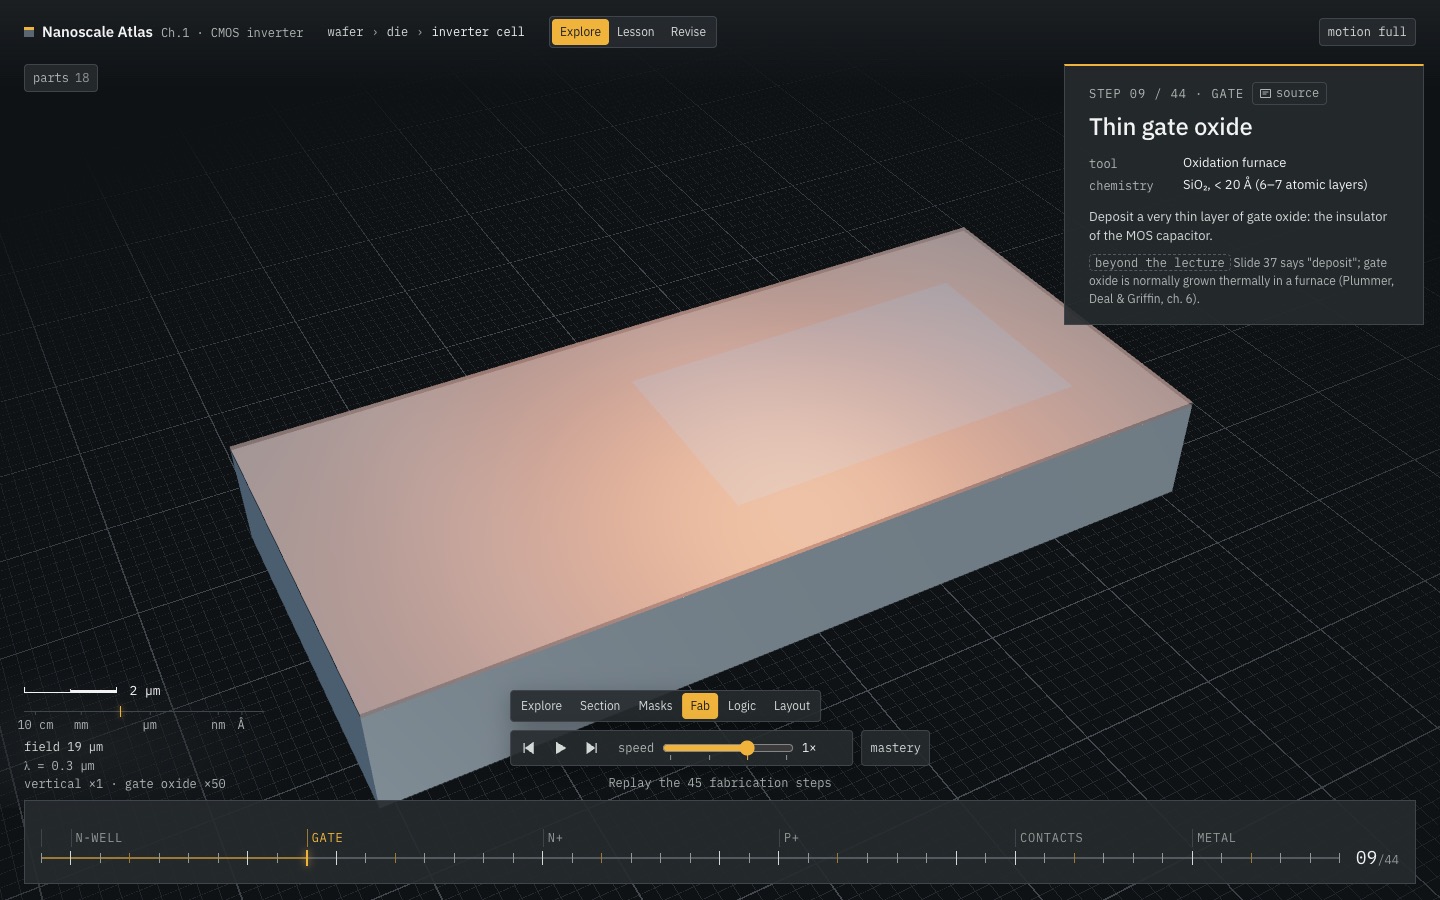 Nanoscale Atlas Ch.1 · CMOS inverter wafer › die › inverter cell Explore Lesson Revise motion full
parts 18
STEP 09 / 44 · GATE source
Thin gate oxide
tool Oxidation furnace
chemistry SiO₂, < 20 Å (6–7 atomic layers)
Deposit a very thin layer of gate oxide: the insulator
of the MOS capacitor.
beyond the lecture Slide 37 says "deposit"; gate
oxide is normally grown thermally in a furnace (Plummer,
Deal & Griffin, ch. 6).
2 µm
10 cm mm µm nm Å
field 19 µm
λ = 0.3 µm
vertical ×1 · gate oxide ×50
Explore Section Masks Fab Logic Layout
speed 1× mastery
Replay the 45 fabrication steps
N-WELL GATE N+ P+ CONTACTS METAL
09/44